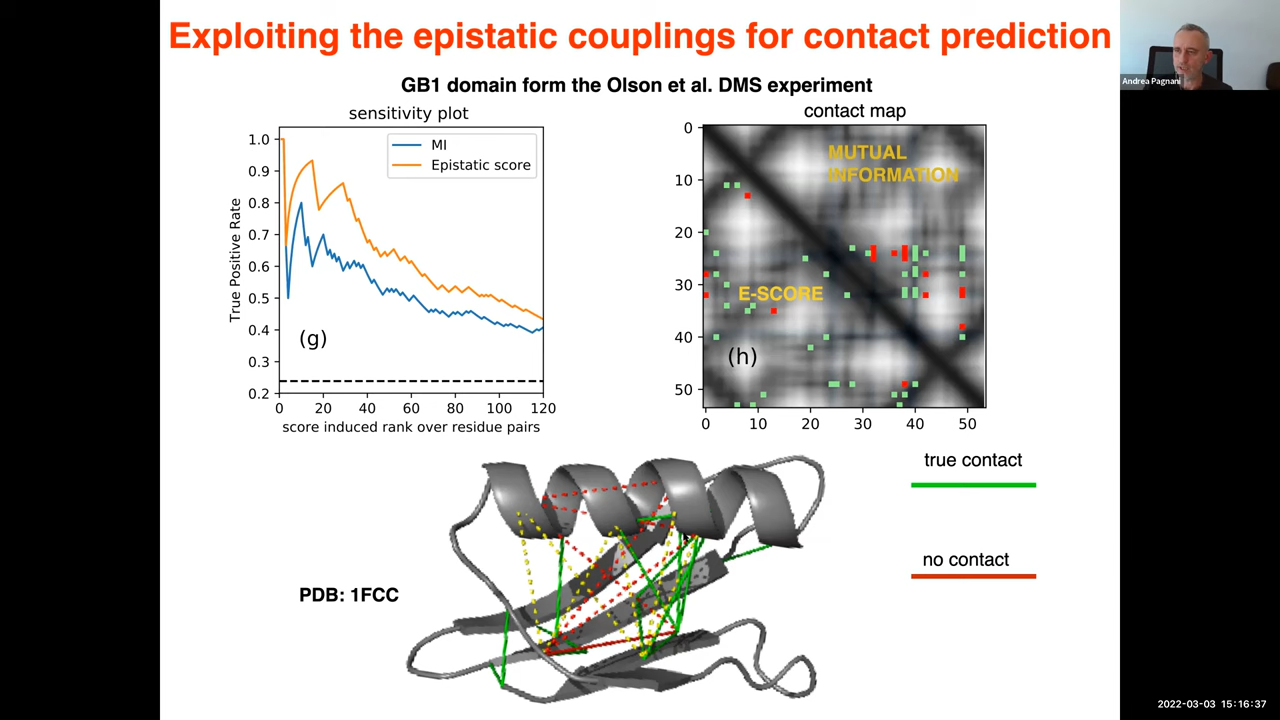 Exploiting the epistatic couplings for contact prediction
Andrea Pagnani
GB1 domain form the Olson et al. DMS experiment
sensitivity plot
contact map
1.0
0.9
0.8
0.7
0.6
0.5
0.4
0.3
0.2
True Positive Rate
MI
Epistatic score
(g)
0 20 40 60 80 100 120
score induced rank over residue pairs
0
10
20
30
40
50
MUTUAL
INFORMATION
E-SCORE
(h)
0 10 20 30 40 50
true contact
no contact
PDB: 1FCC
2022-03-03 15:16:37